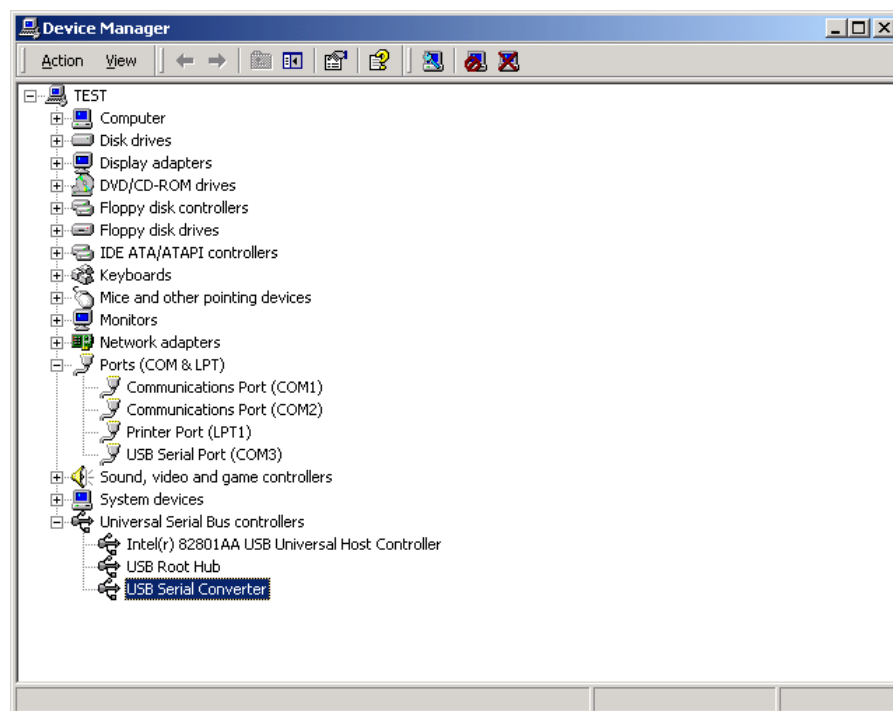 Device Manager
Action View
TEST
Computer
Disk drives
Display adapters
DVD/CD-ROM drives
Floppy disk controllers
Floppy disk drives
IDE ATA/ATAPI controllers
Keyboards
Mice and other pointing devices
Monitors
Network adapters
Ports (COM & LPT)
Communications Port (COM1)
Communications Port (COM2)
Printer Port (LPT1)
USB Serial Port (COM3)
Sound, video and game controllers
System devices
Universal Serial Bus controllers
Intel(r) 82801AA USB Universal Host Controller
USB Root Hub
USB Serial Converter